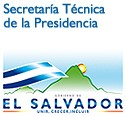 Secretaría Técnica
de la Presidencia
GOBIERNO DE
EL SALVADOR
UNIR, CRECER, INCLUIR